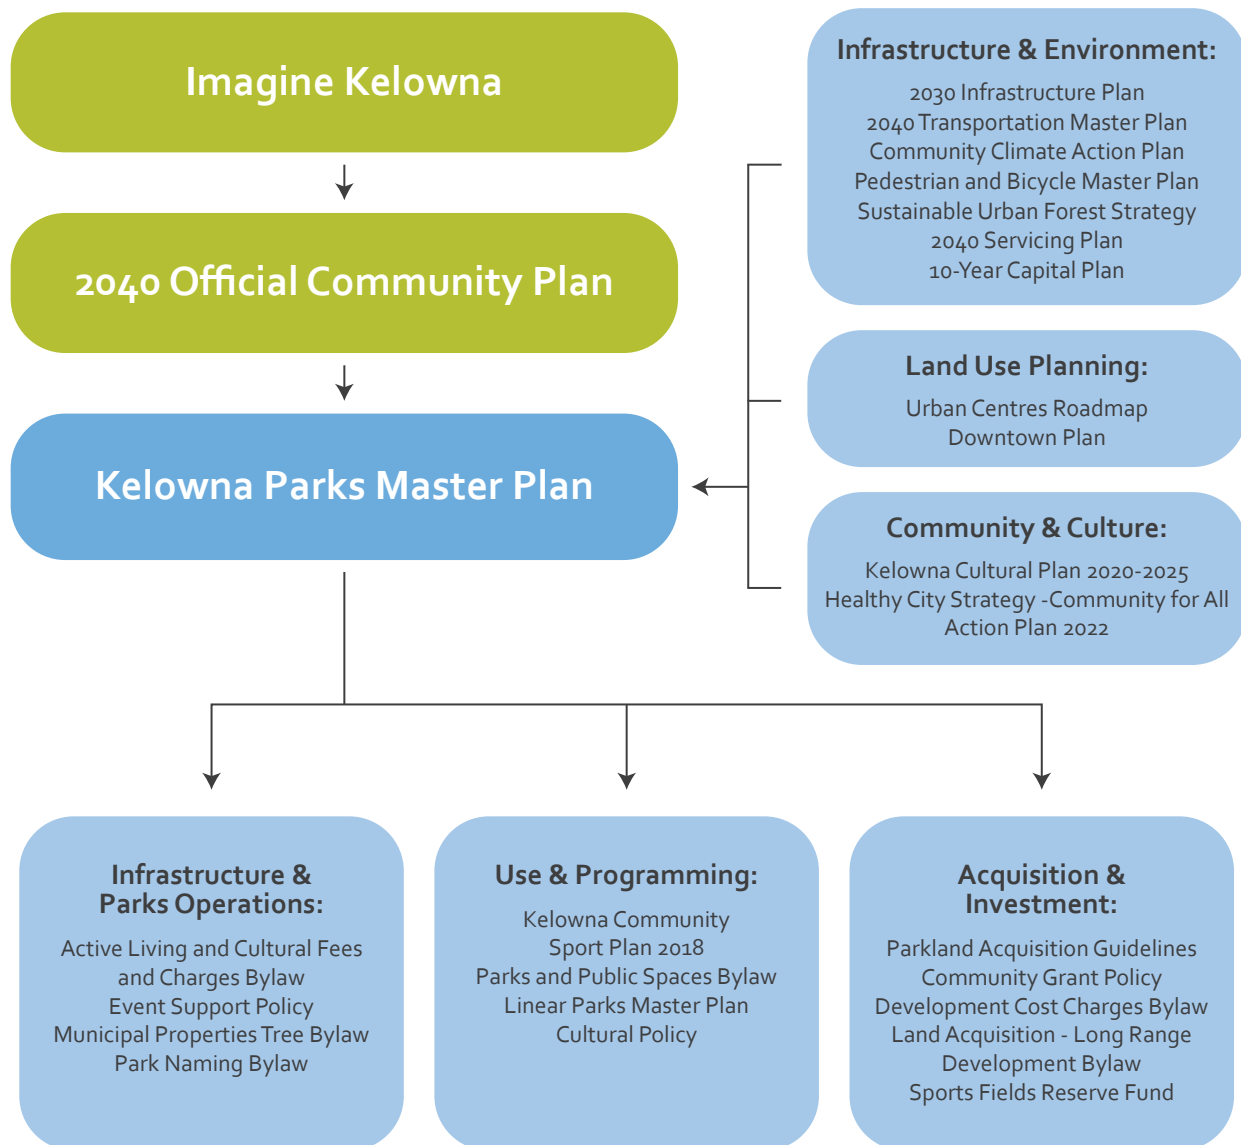 Imagine Kelowna
2040 Official Community Plan
Kelowna Parks Master Plan
Infrastructure & Environment:
2030 Infrastructure Plan
2040 Transportation Master Plan
Community Climate Action Plan
Pedestrian and Bicycle Master Plan
Sustainable Urban Forest Strategy
2040 Servicing Plan
10-Year Capital Plan
Land Use Planning:
Urban Centres Roadmap
Downtown Plan
Community & Culture:
Kelowna Cultural Plan 2020-2025
Healthy City Strategy -Community for All
Action Plan 2022
Infrastructure &
Parks Operations:
Active Living and Cultural Fees
and Charges Bylaw
Event Support Policy
Municipal Properties Tree Bylaw
Park Naming Bylaw
Use & Programming:
Kelowna Community
Sport Plan 2018
Parks and Public Spaces Bylaw
Linear Parks Master Plan
Cultural Policy
Acquisition &
Investment:
Parkland Acquisition Guidelines
Community Grant Policy
Development Cost Charges Bylaw
Land Acquisition - Long Range
Development Bylaw
Sports Fields Reserve Fund